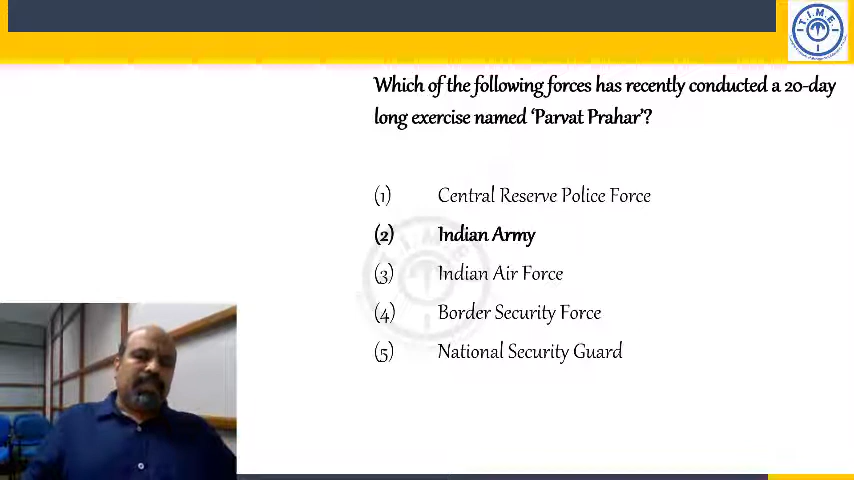 T.I.M.E.
Which of the following forces has recently conducted a 20-day
long exercise named ‘Parvat Prahar’?
(1) Central Reserve Police Force
(2) Indian Army
(3) Indian Air Force
(4) Border Security Force
(5) National Security Guard